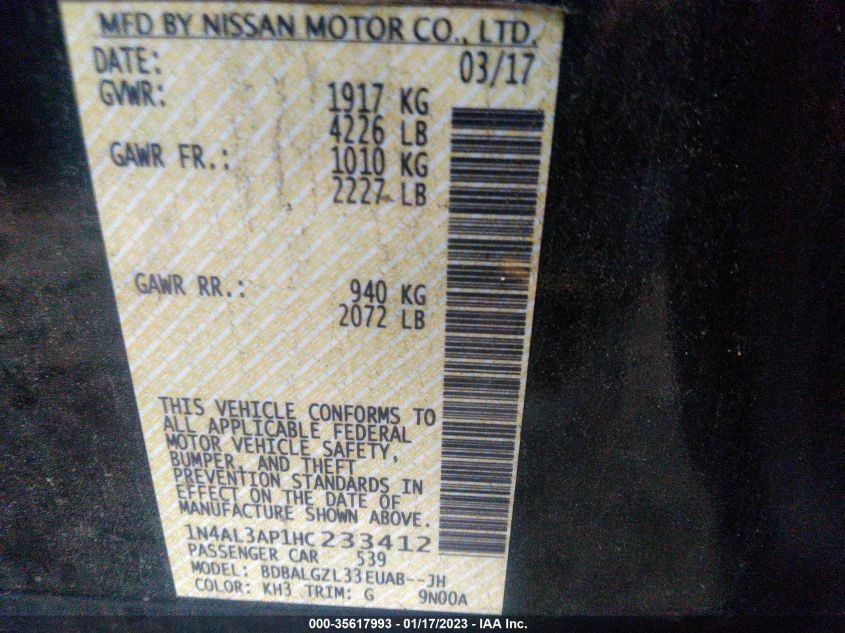 MFD BY NISSAN MOTOR CO., LTD.
DATE: 03/17
GVWR: 1917 KG
4226 LB
GAWR FR.: 1010 KG
2227 LB
GAWR RR.: 940 KG
2072 LB
THIS VEHICLE CONFORMS TO
ALL APPLICABLE FEDERAL
MOTOR VEHICLE SAFETY,
BUMPER, AND THEFT
PREVENTION STANDARDS IN
EFFECT ON THE DATE OF
MANUFACTURE SHOWN ABOVE.
1N4AL3AP1HC233412
PASSENGER CAR 539
MODEL: BDBALGZL33EUAB--JH
COLOR: KH3 TRIM: G 9N00A
000-35617993 - 01/17/2023 - IAA Inc.